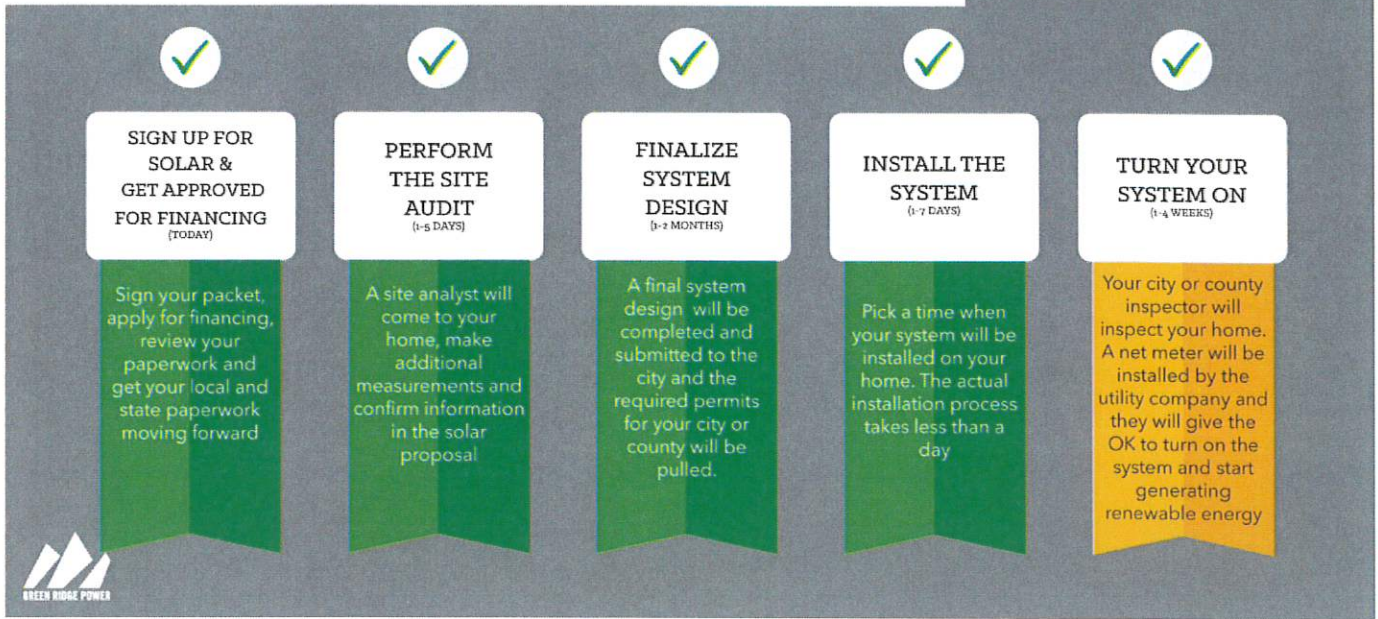 SIGN UP FOR
SOLAR &
GET APPROVED
FOR FINANCING
(TODAY)
Sign your packet,
apply for financing,
review your
paperwork and
get your local and
state paperwork
moving forward
PERFORM
THE SITE
AUDIT
(1-5 DAYS)
A site analyst will
come to your
home, make
additional
measurements and
confirm information
in the solar
proposal
FINALIZE
SYSTEM
DESIGN
(1-2 MONTHS)
A final system
design will be
completed and
submitted to the
city and the
required permits
for your city or
county will be
pulled.
INSTALL THE
SYSTEM
(1-7 DAYS)
Pick a time when
your system will be
installed on your
home. The actual
installation process
takes less than a
day
TURN YOUR
SYSTEM ON
(1-4 WEEKS)
Your city or county
inspector will
inspect your home.
A net meter will be
installed by the
utility company and
they will give the
OK to turn on the
system and start
generating
renewable energy
GREEN RIDGE POWER